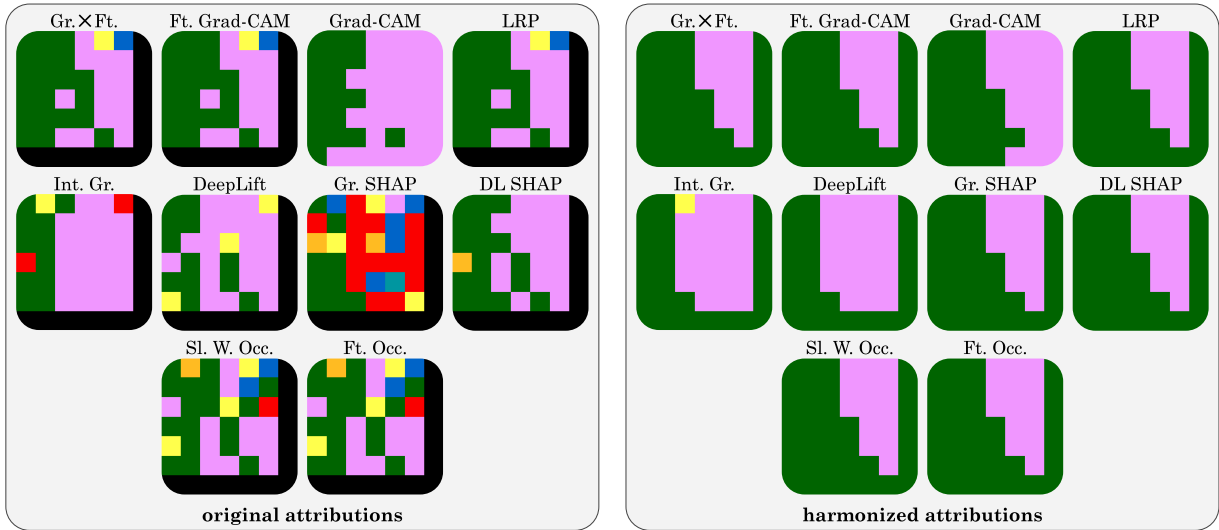 Gr.×Ft. Ft. Grad-CAM Grad-CAM LRP
Int. Gr. DeepLift Gr. SHAP DL SHAP
Sl. W. Occ. Ft. Occ.
original attributions
Gr.×Ft. Ft. Grad-CAM Grad-CAM LRP
Int. Gr. DeepLift Gr. SHAP DL SHAP
Sl. W. Occ. Ft. Occ.
harmonized attributions